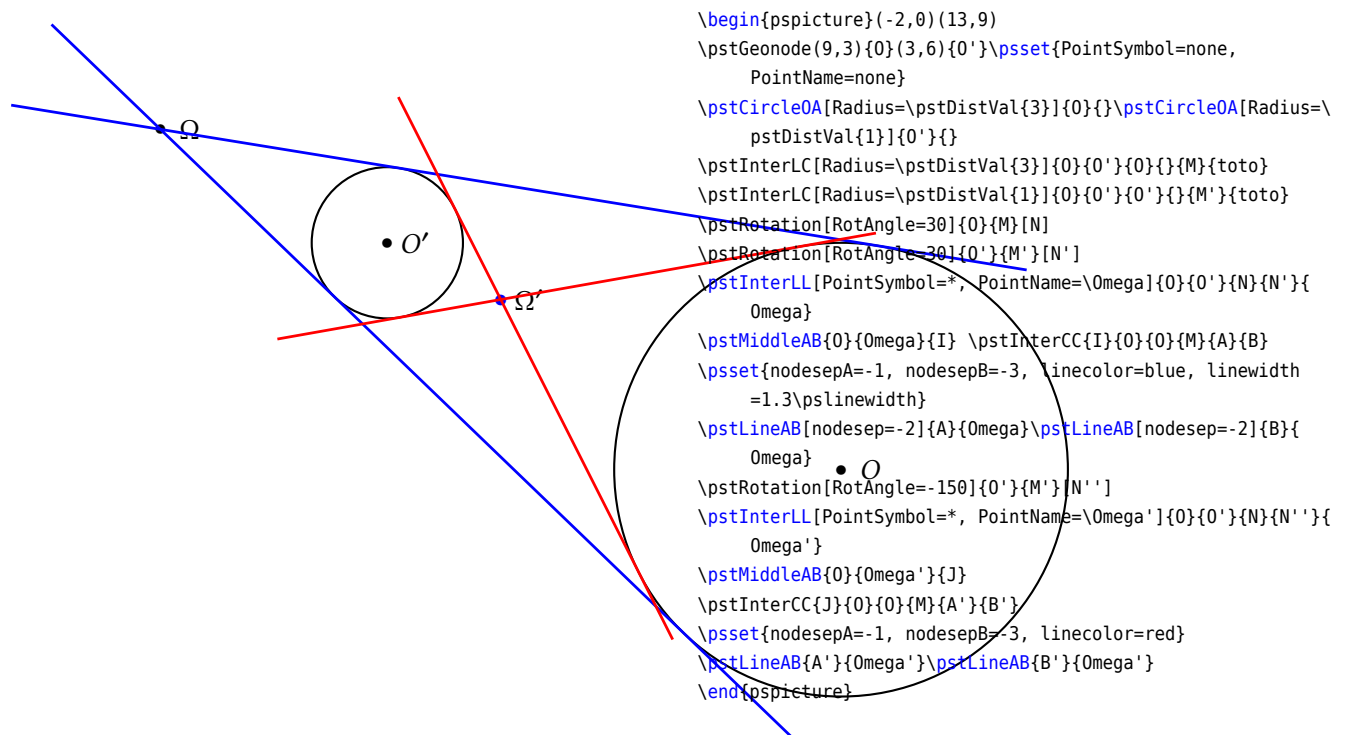 \begin{pspicture}(-2,0)(13,9)
\pstGeonode(9,3){O}(3,6){O'}\psset{PointSymbol=none,
PointName=none}
\pstCircleOA[Radius=\pstDistVal{3}]{O}{}\pstCircleOA[Radius=\
pstDistVal{1}]{O'}{}
\pstInterLC[Radius=\pstDistVal{3}]{O}{O'}{O}{}{M}{toto}
\pstInterLC[Radius=\pstDistVal{1}]{O}{O'}{O'}{}{M'}{toto}
\pstRotation[RotAngle=30]{O}{M}[N]
\pstRotation[RotAngle=30]{O'}{M'}[N']
\pstInterLL[PointSymbol=*, PointName=\Omega]{O}{O'}{N}{N'}{
Omega}
\pstMiddleAB{O}{Omega}{I} \pstInterCC{I}{O}{O}{M}{A}{B}
\psset{nodesepA=-1, nodesepB=-3, linecolor=blue, linewidth
=1.3\pslinewidth}
\pstLineAB[nodesep=-2]{A}{Omega}\pstLineAB[nodesep=-2]{B}{
Omega}
\pstRotation[RotAngle=-150]{O'}{M'}[N'']
\pstInterLL[PointSymbol=*, PointName=\Omega']{O}{O'}{N}{N''}{
Omega'}
\pstMiddleAB{O}{Omega'}{J}
\pstInterCC{J}{O}{O}{M}{A'}{B'}
\psset{nodesepA=-1, nodesepB=-3, linecolor=red}
\pstLineAB{A'}{Omega'}\pstLineAB{B'}{Omega'}
\end{pspicture}
Ω
O′
Ω′
O